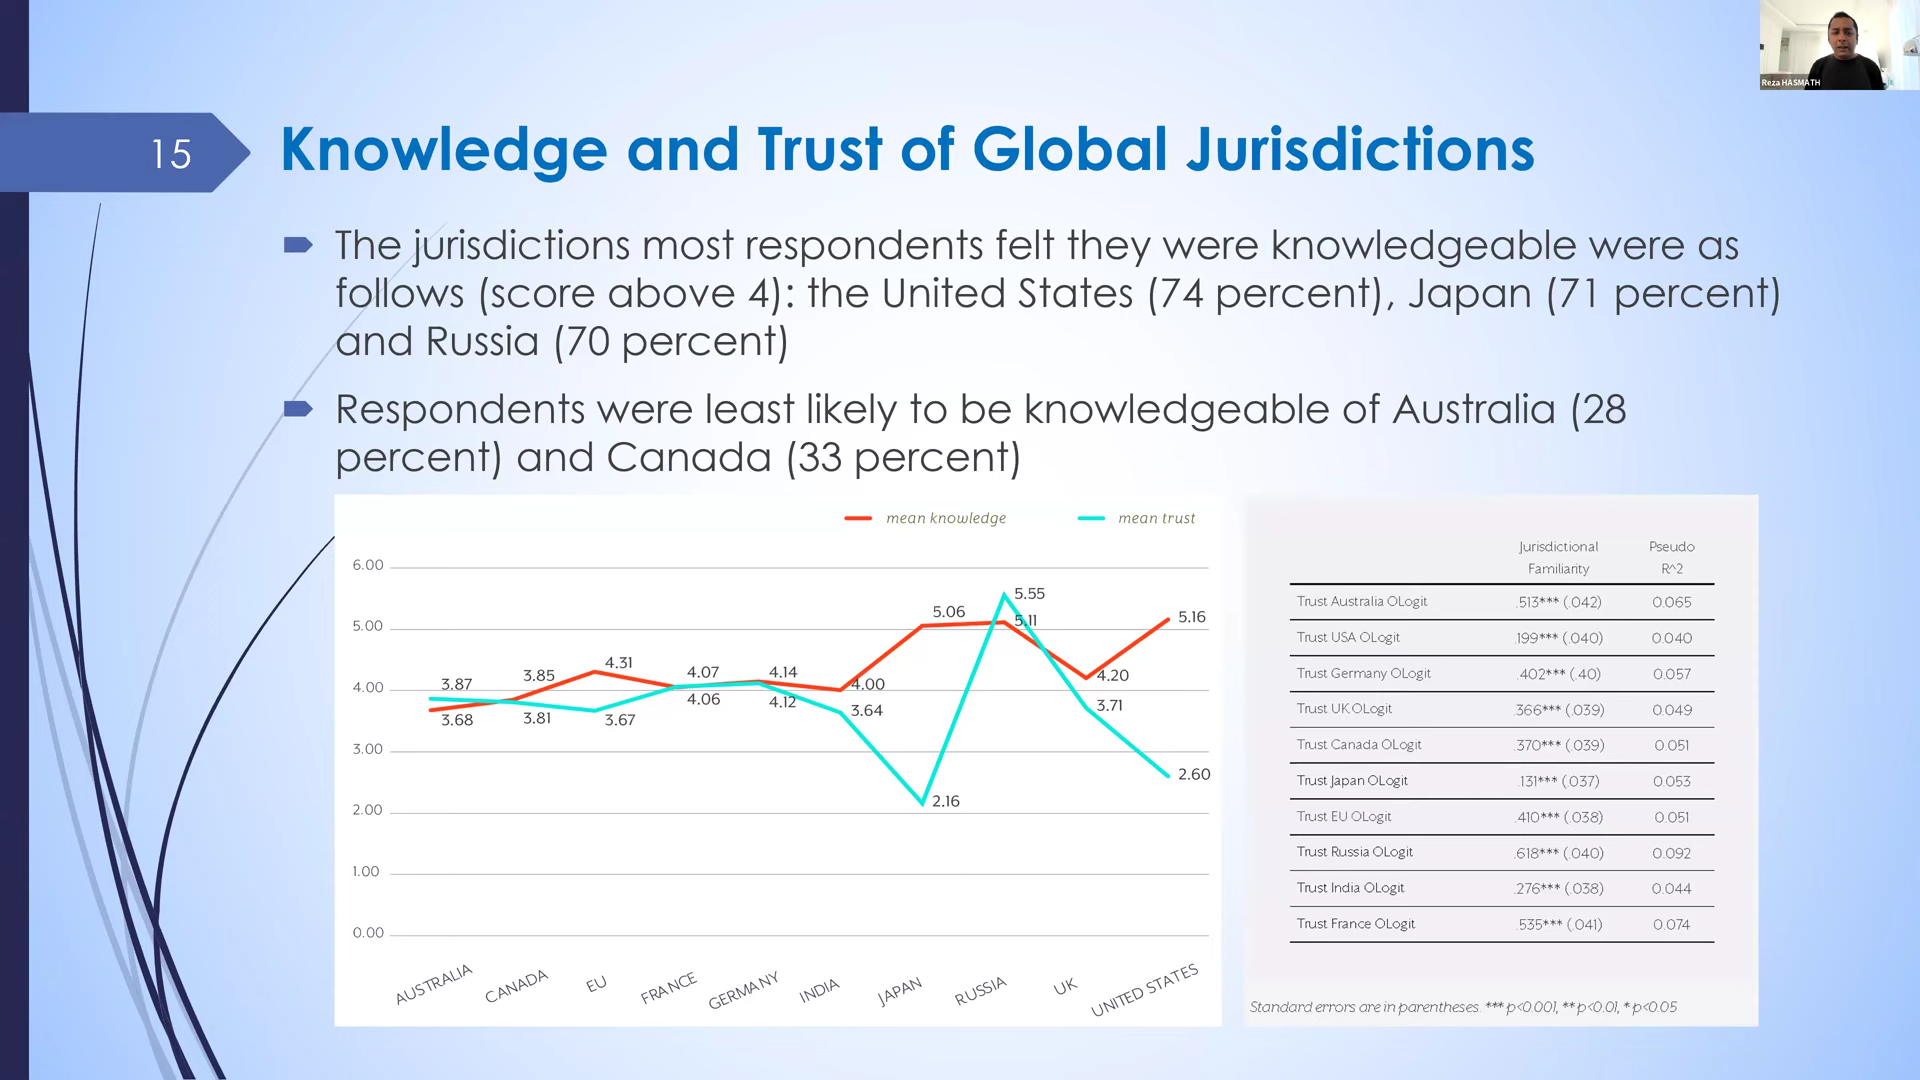 Reza HASMATH
15
Knowledge and Trust of Global Jurisdictions
The jurisdictions most respondents felt they were knowledgeable were as
follows (score above 4): the United States (74 percent), Japan (71 percent)
and Russia (70 percent)
Respondents were least likely to be knowledgeable of Australia (28
percent) and Canada (33 percent)
mean knowledge
mean trust
6.00
5.00
4.00
3.00
2.00
1.00
0.00
3.87
3.68
3.85
3.81
4.31
3.67
4.07
4.06
4.14
4.12
4.00
3.64
5.06
2.16
5.55
5.11
4.20
3.71
5.16
2.60
AUSTRALIA
CANADA
EU
FRANCE
GERMANY
INDIA
JAPAN
RUSSIA
UK
UNITED STATES
Jurisdictional Pseudo
Familiarity R^2
Trust Australia OLogit .513*** (.042) 0.065
Trust USA OLogit .199*** (.040) 0.040
Trust Germany OLogit .402*** (.40) 0.057
Trust UK OLogit .366*** (.039) 0.049
Trust Canada OLogit .370*** (.039) 0.051
Trust Japan OLogit .131*** (.037) 0.053
Trust EU OLogit .410*** (.038) 0.051
Trust Russia OLogit .618*** (.040) 0.092
Trust India OLogit .276*** (.038) 0.044
Trust France OLogit .535*** (.041) 0.074
Standard errors are in parentheses. *** p<0.001, ** p<0.01, * p<0.05